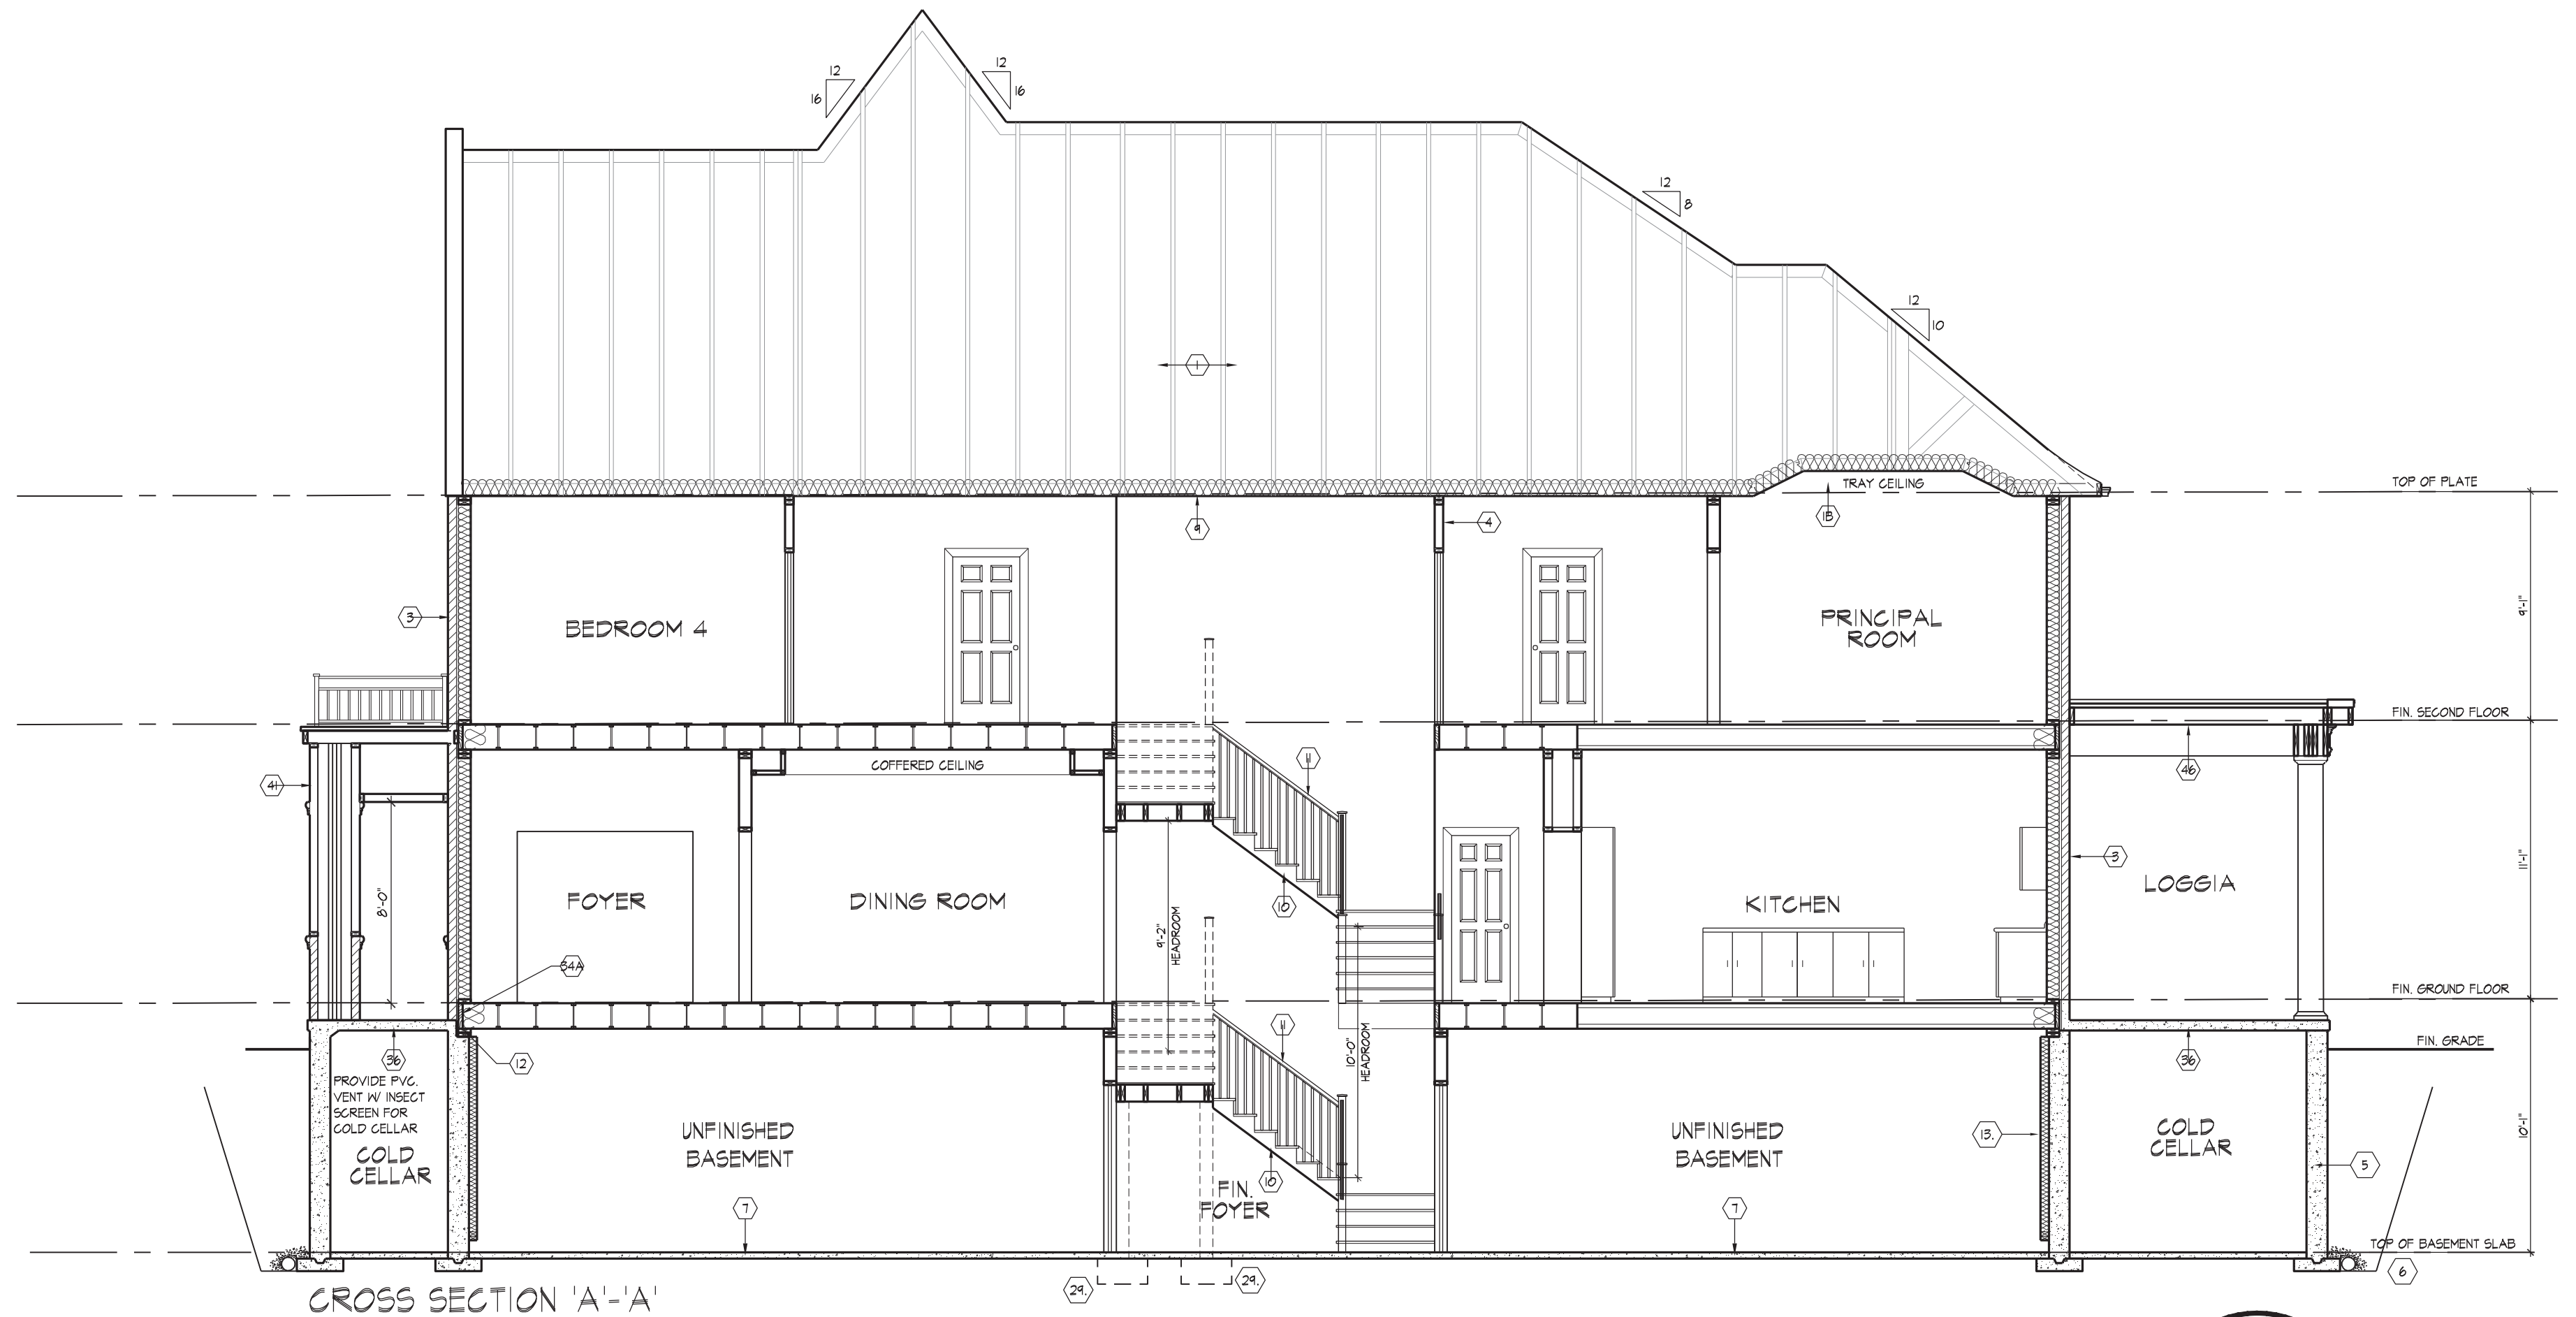 12
16
12
16
12
8
12
10
1
TOP OF PLATE
TRAY CEILING
9
4
1B
9'-1"
3
BEDROOM 4
PRINCIPAL
ROOM
FIN. SECOND FLOOR
COFFERED CEILING
11
46
41
3
11'-1"
8'-0"
FOYER
DINING ROOM
10
KITCHEN
LOGGIA
9'-2"
HEADROOM
34A
FIN. GROUND FLOOR
11
10'-0"
HEADROOM
FIN. GRADE
36
12
36
PROVIDE PVC.
VENT W/ INSECT
SCREEN FOR
COLD CELLAR
COLD
CELLAR
UNFINISHED
BASEMENT
UNFINISHED
BASEMENT
13.
COLD
CELLAR
10'-1"
5
10
FIN.
FOYER
7
7
TOP OF BASEMENT SLAB
6
29.
29.
CROSS SECTION 'A'-'A'